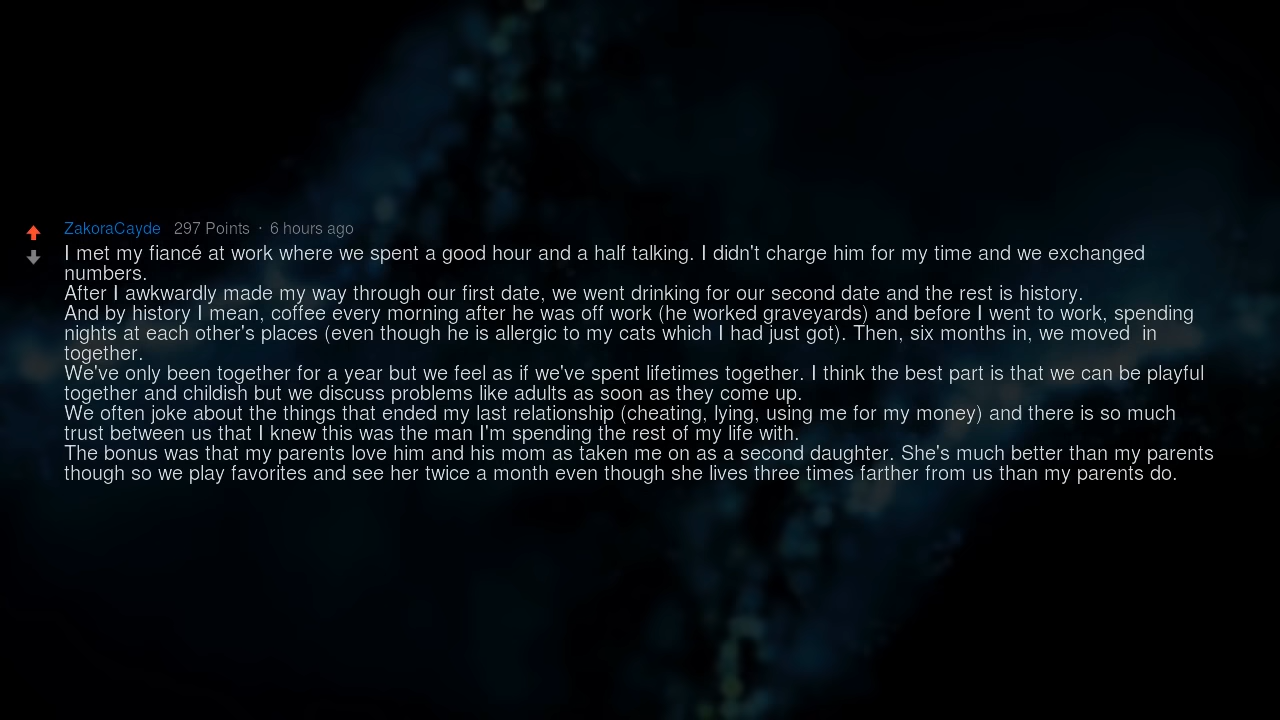 ZakoraCayde 297 Points · 6 hours ago
I met my fiancé at work where we spent a good hour and a half talking. I didn't charge him for my time and we exchanged
numbers.
After I awkwardly made my way through our first date, we went drinking for our second date and the rest is history.
And by history I mean, coffee every morning after he was off work (he worked graveyards) and before I went to work, spending
nights at each other's places (even though he is allergic to my cats which I had just got). Then, six months in, we moved  in
together.
We've only been together for a year but we feel as if we've spent lifetimes together. I think the best part is that we can be playful
together and childish but we discuss problems like adults as soon as they come up.
We often joke about the things that ended my last relationship (cheating, lying, using me for my money) and there is so much
trust between us that I knew this was the man I'm spending the rest of my life with.
The bonus was that my parents love him and his mom as taken me on as a second daughter. She's much better than my parents
though so we play favorites and see her twice a month even though she lives three times farther from us than my parents do.